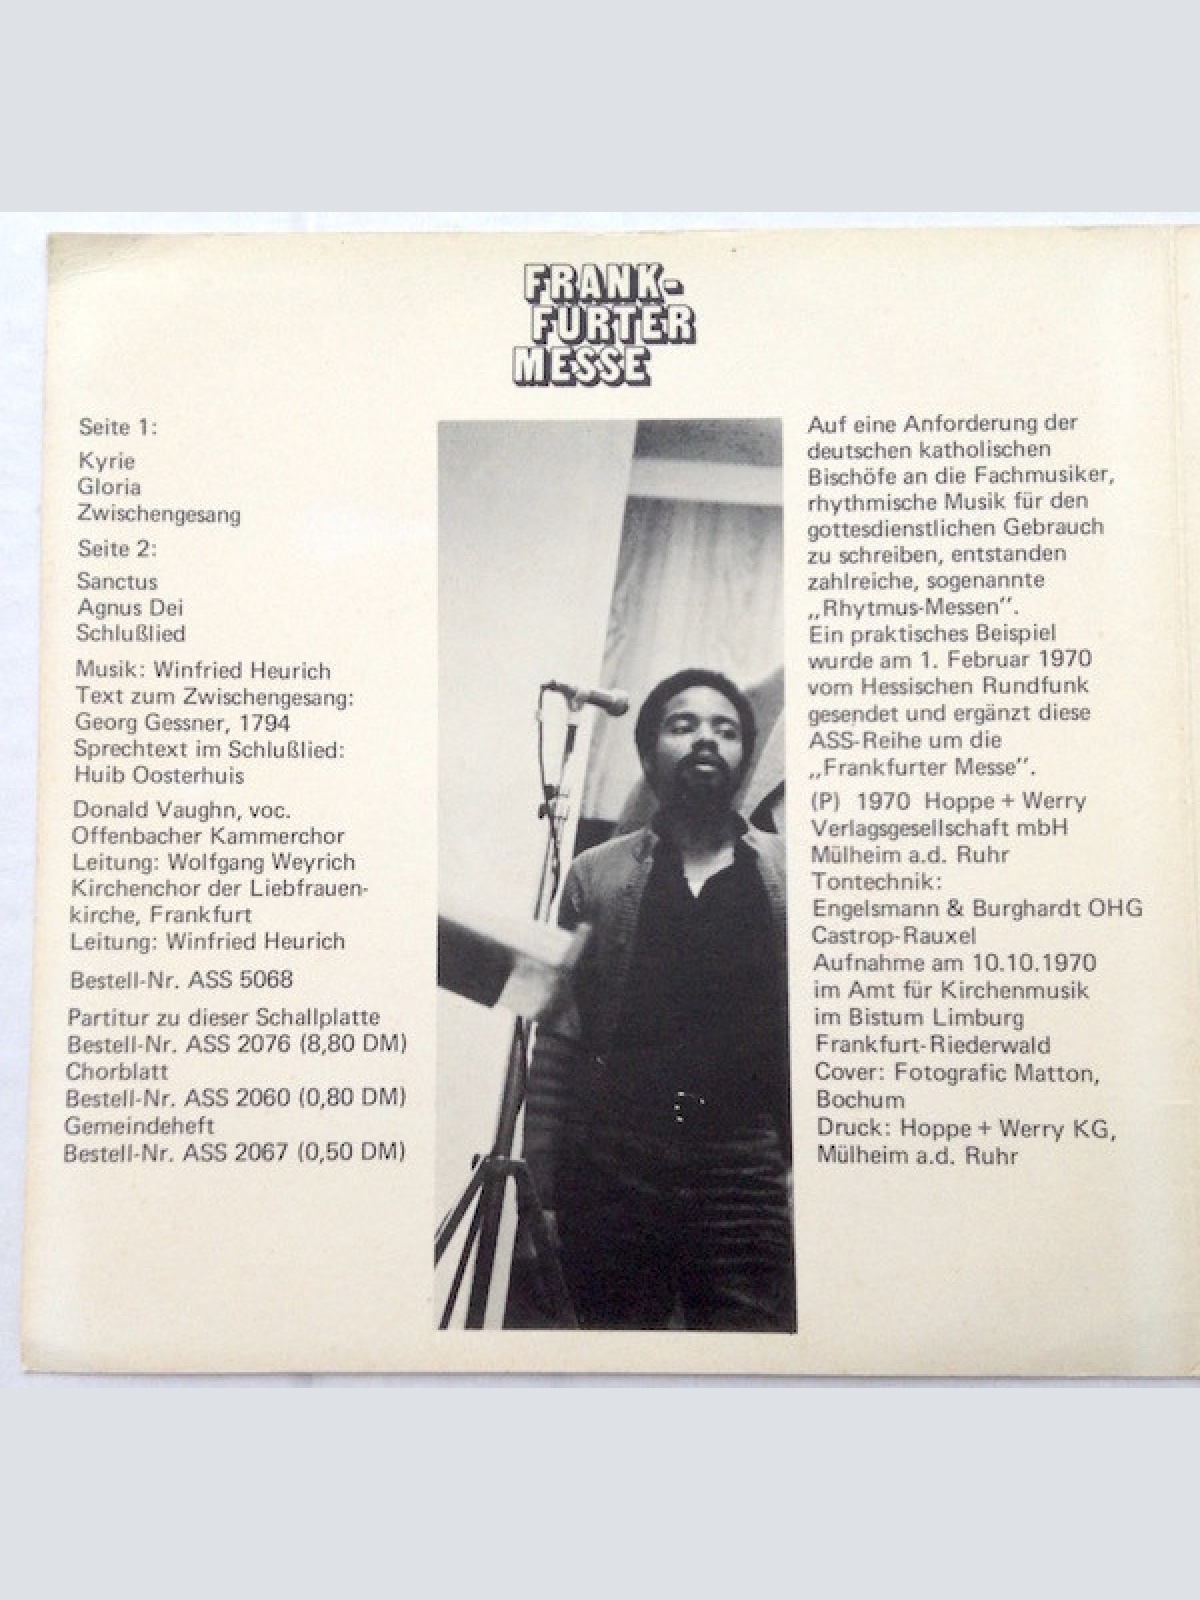 FRANK-
FURTER
MESSE
Seite 1:
Kyrie
Gloria
Zwischengesang
Seite 2:
Sanctus
Agnus Dei
Schlußlied
Musik: Winfried Heurich
Text zum Zwischengesang:
Georg Gessner, 1794
Sprechtext im Schlußlied:
Huib Oosterhuis
Donald Vaughn, voc.
Offenbacher Kammerchor
Leitung: Wolfgang Weyrich
Kirchenchor der Liebfrauen-
kirche, Frankfurt
Leitung: Winfried Heurich
Bestell-Nr. ASS 5068
Partitur zu dieser Schallplatte
Bestell-Nr. ASS 2076 (8,80 DM)
Chorblatt
Bestell-Nr. ASS 2060 (0,80 DM)
Gemeindeheft
Bestell-Nr. ASS 2067 (0,50 DM)
Auf eine Anforderung der
deutschen katholischen
Bischöfe an die Fachmusiker,
rhythmische Musik für den
gottesdienstlichen Gebrauch
zu schreiben, entstanden
zahlreiche, sogenannte
„Rhytmus-Messen”.
Ein praktisches Beispiel
wurde am 1. Februar 1970
vom Hessischen Rundfunk
gesendet und ergänzt diese
ASS-Reihe um die
„Frankfurter Messe”.
(P) 1970 Hoppe + Werry
Verlagsgesellschaft mbH
Mülheim a.d. Ruhr
Tontechnik:
Engelsmann & Burghardt OHG
Castrop-Rauxel
Aufnahme am 10.10.1970
im Amt für Kirchenmusik
im Bistum Limburg
Frankfurt-Riederwald
Cover: Fotografic Matton,
Bochum
Druck: Hoppe + Werry KG,
Mülheim a.d. Ruhr